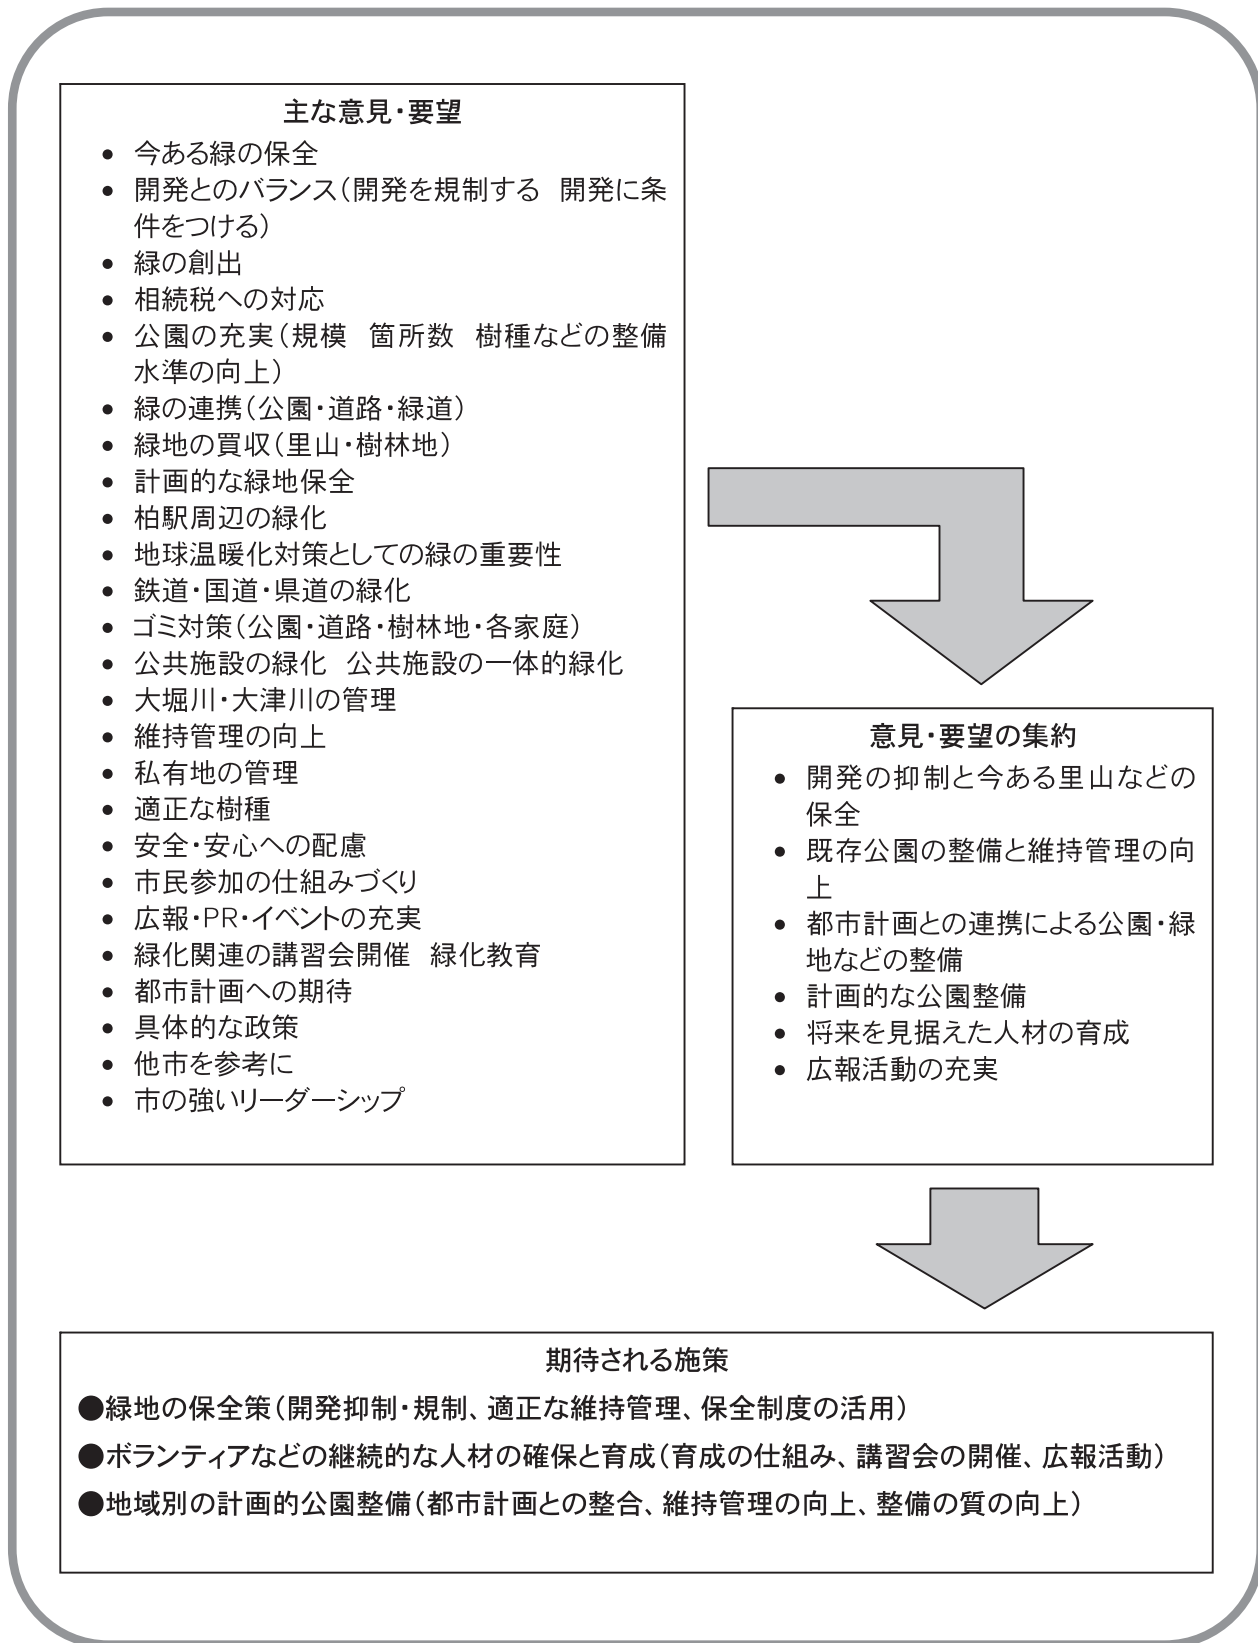 主な意見・要望
• 今ある緑の保全
• 開発とのバランス（開発を規制する　開発に条
件をつける）
• 緑の創出
• 相続税への対応
• 公園の充実（規模　箇所数　樹種などの整備
水準の向上）
• 緑の連携（公園・道路・緑道）
• 緑地の買収（里山・樹林地）
• 計画的な緑地保全
• 柏駅周辺の緑化
• 地球温暖化対策としての緑の重要性
• 鉄道・国道・県道の緑化
• ゴミ対策（公園・道路・樹林地・各家庭）
• 公共施設の緑化　公共施設の一体的緑化
• 大堀川・大津川の管理
• 維持管理の向上
• 私有地の管理
• 適正な樹種
• 安全・安心への配慮
• 市民参加の仕組みづくり
• 広報・PR・イベントの充実
• 緑化関連の講習会開催　緑化教育
• 都市計画への期待
• 具体的な政策
• 他市を参考に
• 市の強いリーダーシップ
意見・要望の集約
• 開発の抑制と今ある里山などの
保全
• 既存公園の整備と維持管理の向
上
• 都市計画との連携による公園・緑
地などの整備
• 計画的な公園整備
• 将来を見据えた人材の育成
• 広報活動の充実
期待される施策
●緑地の保全策（開発抑制・規制、適正な維持管理、保全制度の活用）
●ボランティアなどの継続的な人材の確保と育成（育成の仕組み、講習会の開催、広報活動）
●地域別の計画的公園整備（都市計画との整合、維持管理の向上、整備の質の向上）